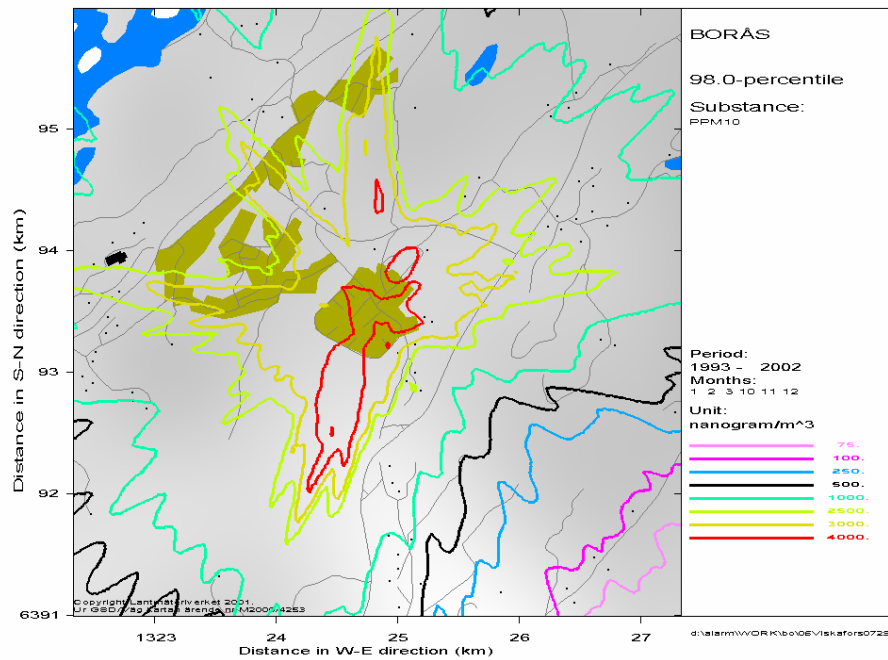 BORÅS
98.0-percentile
Substance:
PPM10
95
94
93
92
6391
Distance in S-N direction (km)
1323
24
25
26
27
Distance in W-E direction (km)
Copyright Lantmäteriverket 2001.
Period:
1993 - 2002
Months:
1 2 3 10 11 12
Unit:
nanogram/m^3
75.
100.
250.
500.
1000.
2500.
3000.
4000.